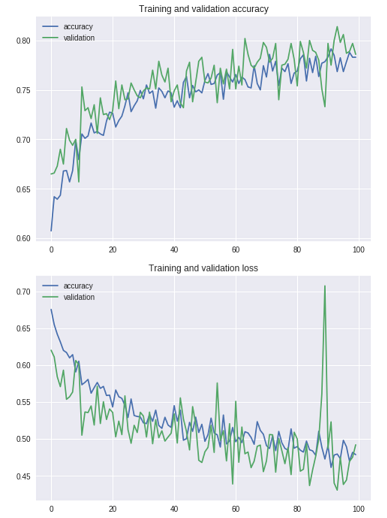 Training and validation accuracy
accuracy
validation
0.80
0.75
0.70
0.65
0.60
0 20 40 60 80 100
Training and validation loss
accuracy
validation
0.70
0.65
0.60
0.55
0.50
0.45
0 20 40 60 80 100